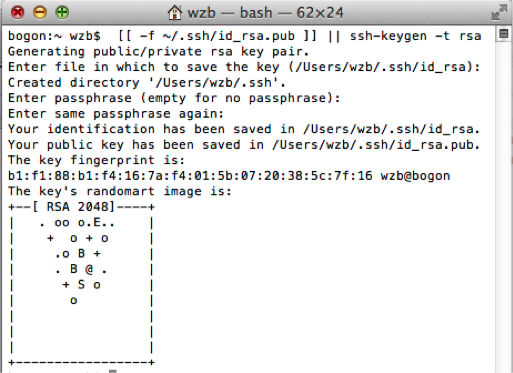 wzb — bash — 62×24
bogon:~ wzb$  [[ -f ~/.ssh/id_rsa.pub ]] || ssh-keygen -t rsa
Generating public/private rsa key pair.
Enter file in which to save the key (/Users/wzb/.ssh/id_rsa):
Created directory '/Users/wzb/.ssh'.
Enter passphrase (empty for no passphrase):
Enter same passphrase again:
Your identification has been saved in /Users/wzb/.ssh/id_rsa.
Your public key has been saved in /Users/wzb/.ssh/id_rsa.pub.
The key fingerprint is:
b1:f1:88:b1:f4:16:7a:f4:01:5b:07:20:38:5c:7f:16 wzb@bogon
The key's randomart image is:
+--[ RSA 2048]----+
|   . oo o.E..    |
|    +  o + o     |
|     .o B +      |
|     . B @ .     |
|      + S o      |
|       o         |
|                 |
|                 |
|                 |
+-----------------+